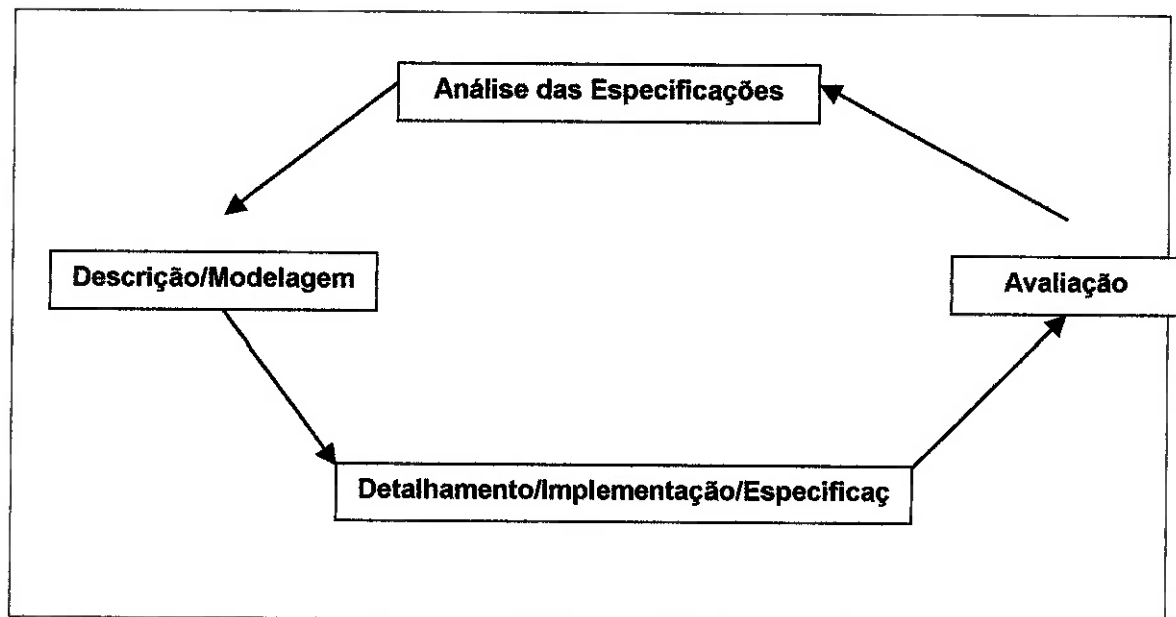 Análise das Especificações
Descrição/Modelagem
Avaliação
Detalhamento/Implementação/Especificaç